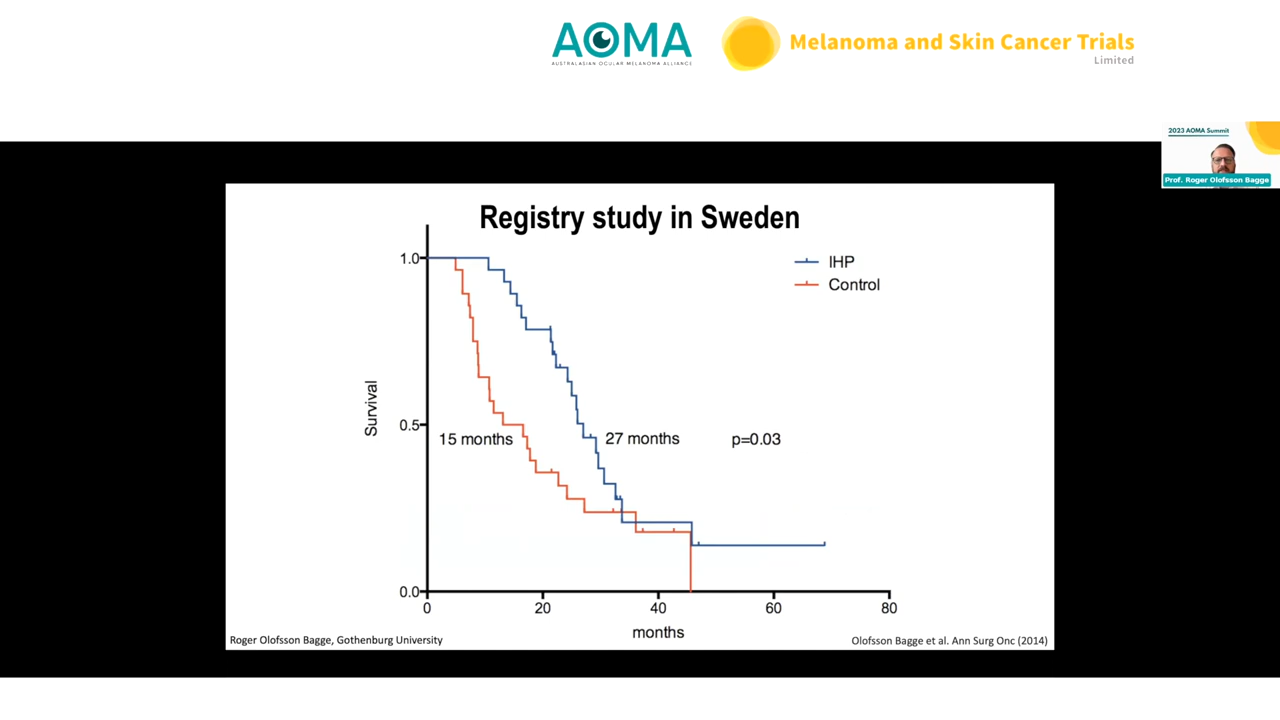 AOMA
AUSTRALASIAN OCULAR MELANOMA ALLIANCE
Melanoma and Skin Cancer Trials
Limited
2023 AOMA Summit
Prof. Roger Olofsson Bagge
Registry study in Sweden
IHP
Control
1.0
0.5
0.0
Survival
15 months
27 months
p=0.03
0
20
40
60
80
months
Roger Olofsson Bagge, Gothenburg University
Olofsson Bagge et al. Ann Surg Onc (2014)